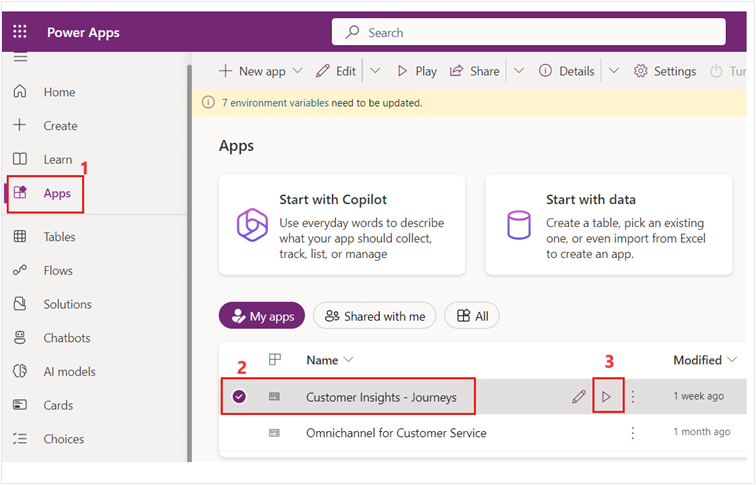 Power Apps
Search
New app
Edit
Play
Share
Details
Settings
7 environment variables need to be updated.
Home
Create
Learn
1
Apps
Tables
Flows
Solutions
Chatbots
AI models
Cards
Choices
Apps
Start with Copilot
Use everyday words to describe
what your app should collect,
track, list, or manage
Start with data
Create a table, pick an existing
one, or even import from Excel
to create an app.
My apps
Shared with me
All
2
Name
3
Modified
Customer Insights - Journeys
1 week ago
Omnichannel for Customer Service
1 month ago